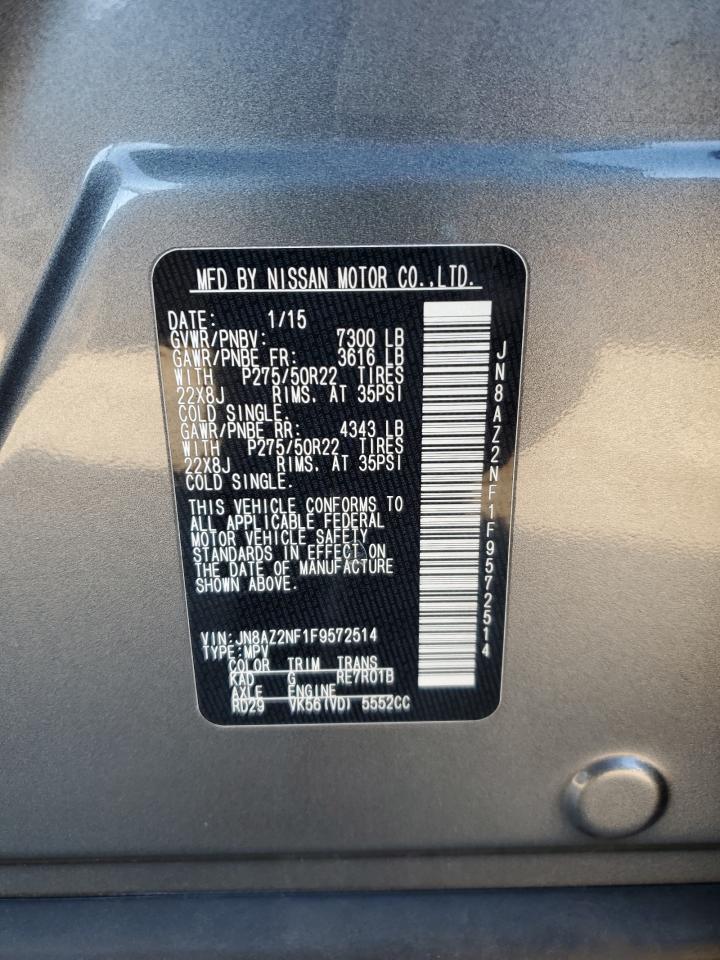 MFD BY NISSAN MOTOR CO.,LTD.
DATE: 1/15
GVWR/PNBV: 7300 LB
GAWR/PNBE FR: 3616 LB
WITH P275/50R22 TIRES
22X8J RIMS. AT 35PSI
COLD SINGLE.
GAWR/PNBE RR: 4343 LB
WITH P275/50R22 TIRES
22X8J RIMS. AT 35PSI
COLD SINGLE.
THIS VEHICLE CONFORMS TO
ALL APPLICABLE FEDERAL
MOTOR VEHICLE SAFETY
STANDARDS IN EFFECT ON
THE DATE OF MANUFACTURE
SHOWN ABOVE.
VIN:JN8AZ2NF1F9572514
TYPE:MPV
COLOR TRIM TRANS
KAD G RE7R01B
AXLE ENGINE
RD29 VK56(VD) 5552CC
JN8AZ2NF1F9572514